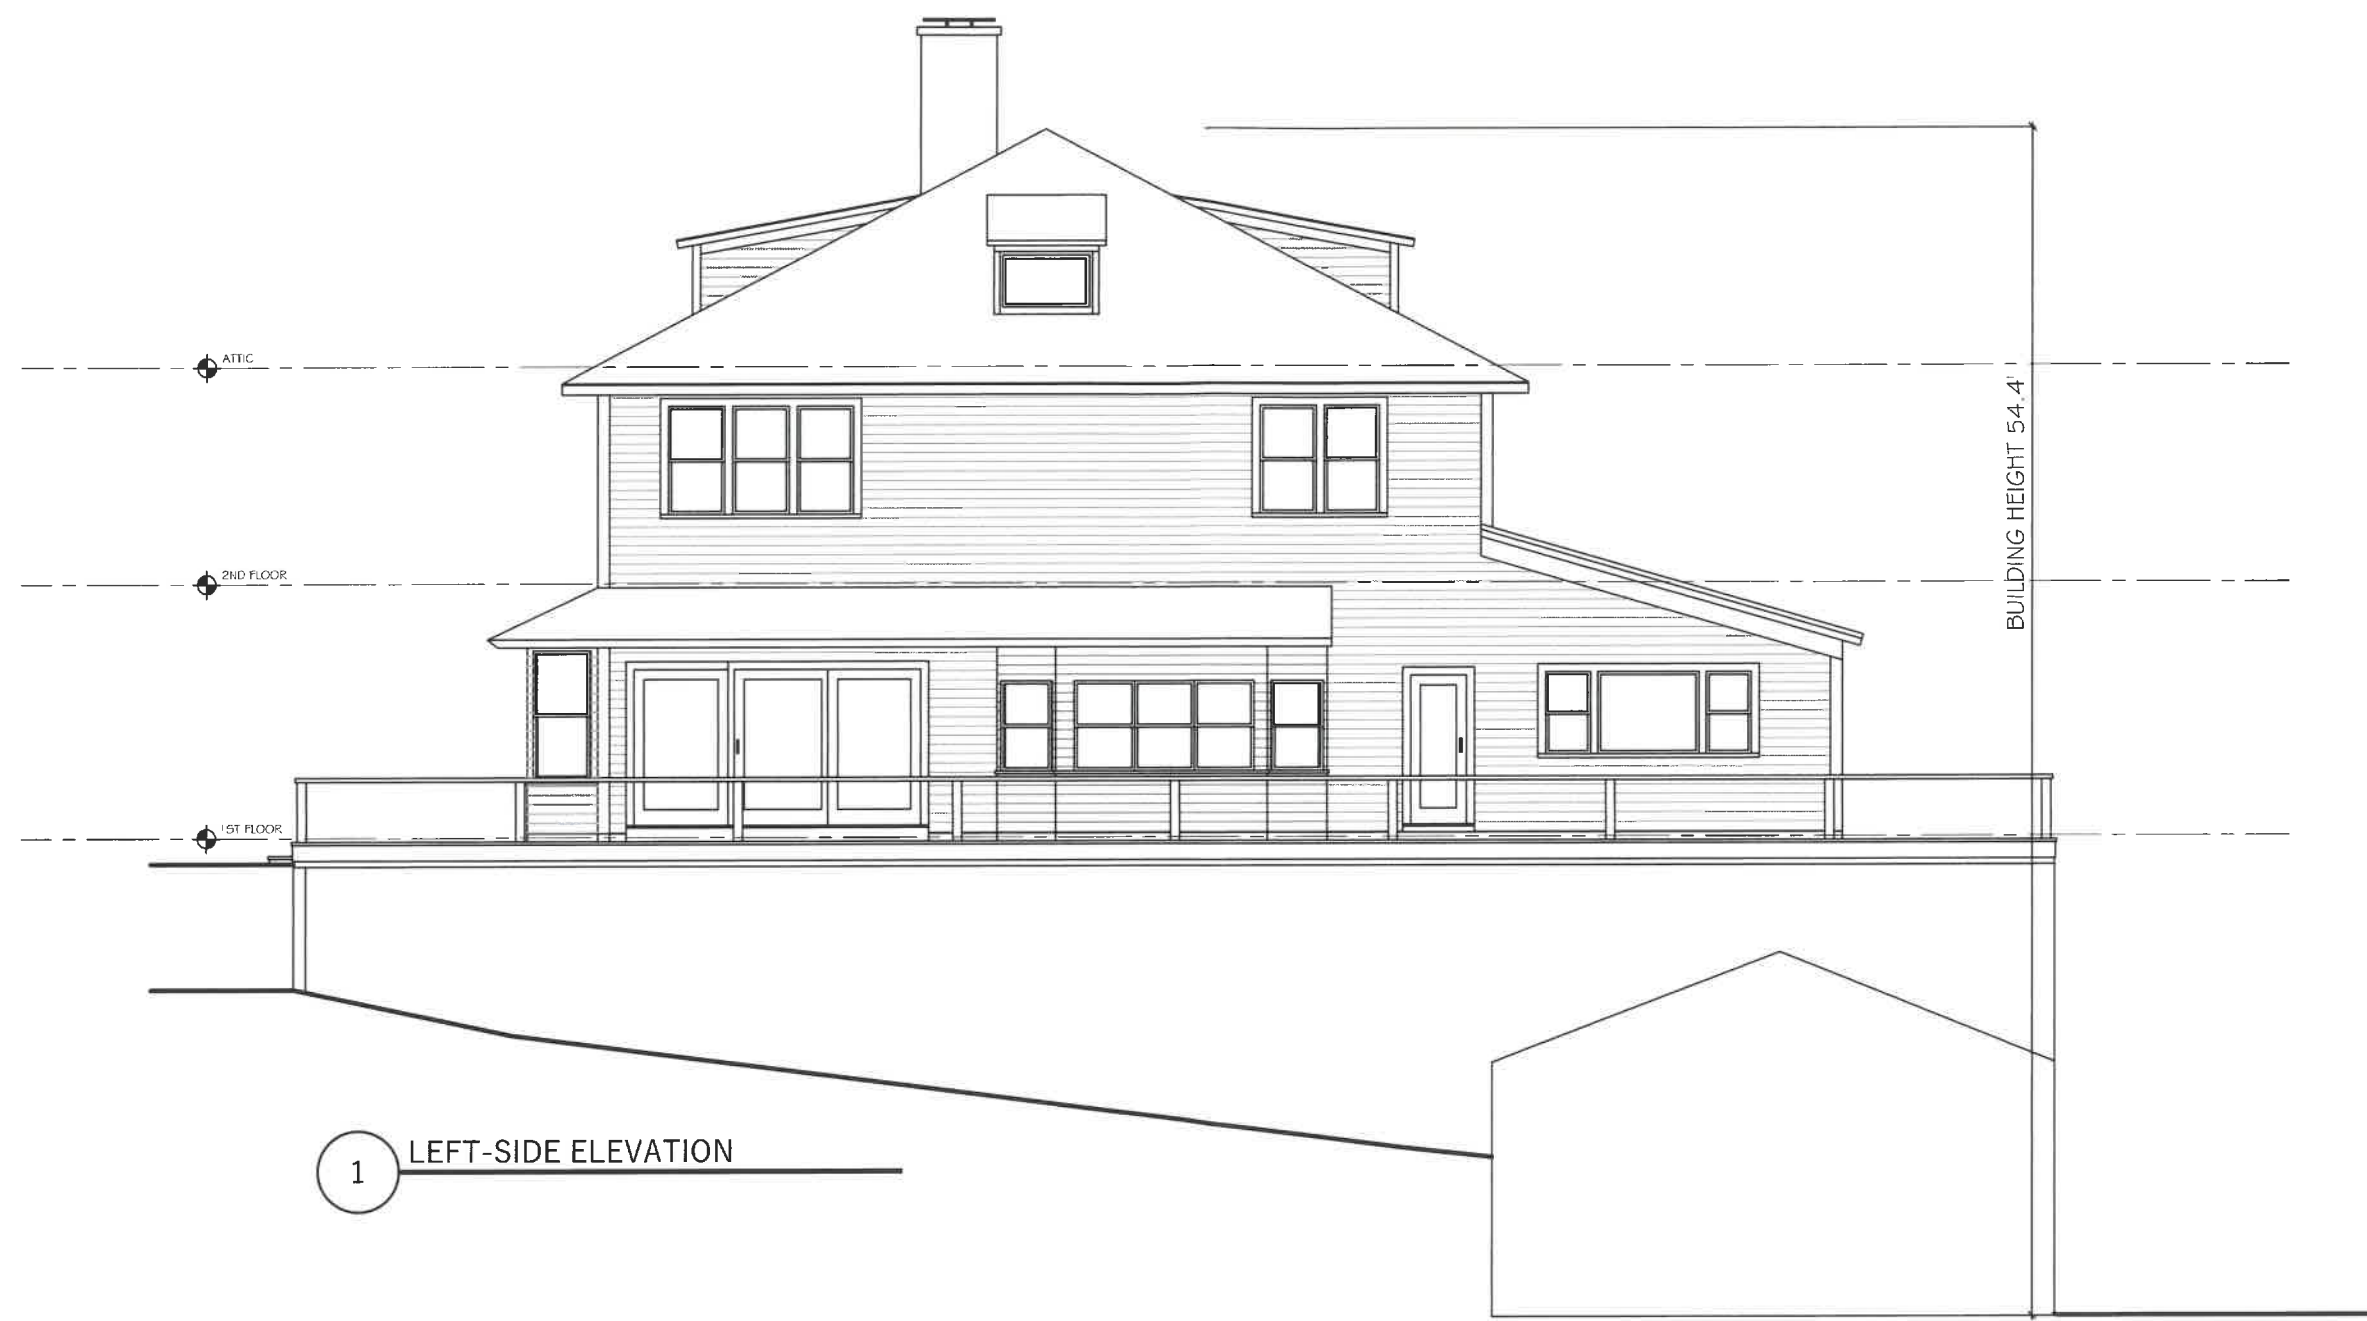 ATTIC
BUILDING HEIGHT 54.4'
2ND FLOOR
1ST FLOOR
1
LEFT-SIDE ELEVATION